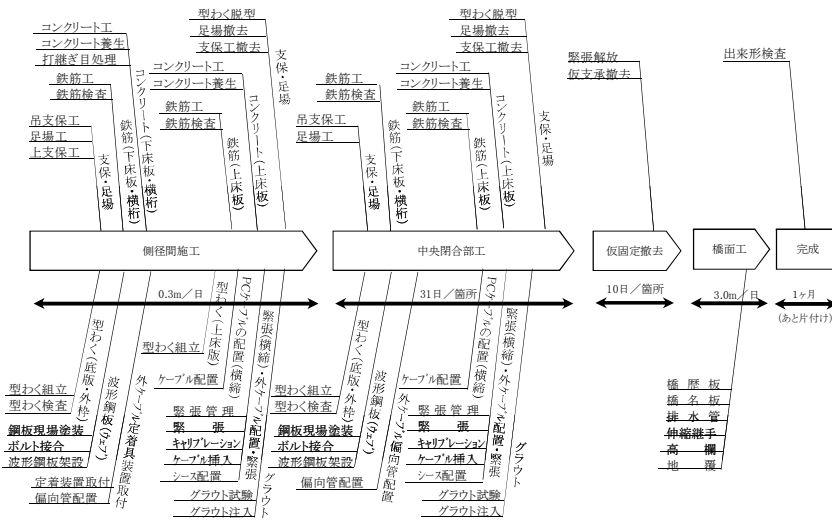 コンクリート工
コンクリート養生
打継ぎ目処理
鉄筋工
鉄筋検査
吊支保工
足場工
上支保工
支保・足場
鉄筋(下床板・横桁)
コンクリート(下床板・横桁)
型わく脱型
足場撤去
支保工撤去
コンクリート工
コンクリート養生
鉄筋工
鉄筋検査
鉄筋(上床板)
コンクリート(上床板)
支保・足場
鉄筋工
鉄筋検査
吊支保工
足場工
支保・足場
鉄筋(下床板・横桁)
型わく脱型
足場撤去
支保工撤去
コンクリート工
コンクリート養生
鉄筋工
鉄筋検査
鉄筋(上床板)
コンクリート(上床板)
支保・足場
緊張解放
仮支承撤去
出来形検査
側径間施工
中央閉合部工
仮固定撤去
橋面工
完成
0.3m/日
31日/箇所
10日/箇所
3.0m/日
1ヶ月
(あと片付け)
型わく組立
型わく検査
型わく(底版・外枠)
鋼板現場塗装
ボルト接合
波形鋼板架設
波形鋼板(ウェブ)
定着装置取付
偏向管配置
外ケーブル定着具装置取付
型わく組立
型わく(上床版)
ケーブル配置
PCケーブルの配置(横締)
緊張管理
緊張
キャリブレーション
ケーブル挿入
シース配置
緊張(横締)・外ケーブル配置・緊張
グラウト試験
グラウト注入
グラウト
型わく組立
型わく検査
型わく(底版・外枠)
鋼板現場塗装
ボルト接合
波形鋼板架設
波形鋼板(ウェブ)
偏向管配置
外ケーブル偏向管配置
ケーブル配置
PCケーブルの配置(横締)
緊張管理
緊張
キャリブレーション
ケーブル挿入
シース配置
緊張(横締)・外ケーブル配置・緊張
グラウト試験
グラウト注入
グラウト
橋歴板
橋名板
排水管
伸縮継手
高欄
地覆